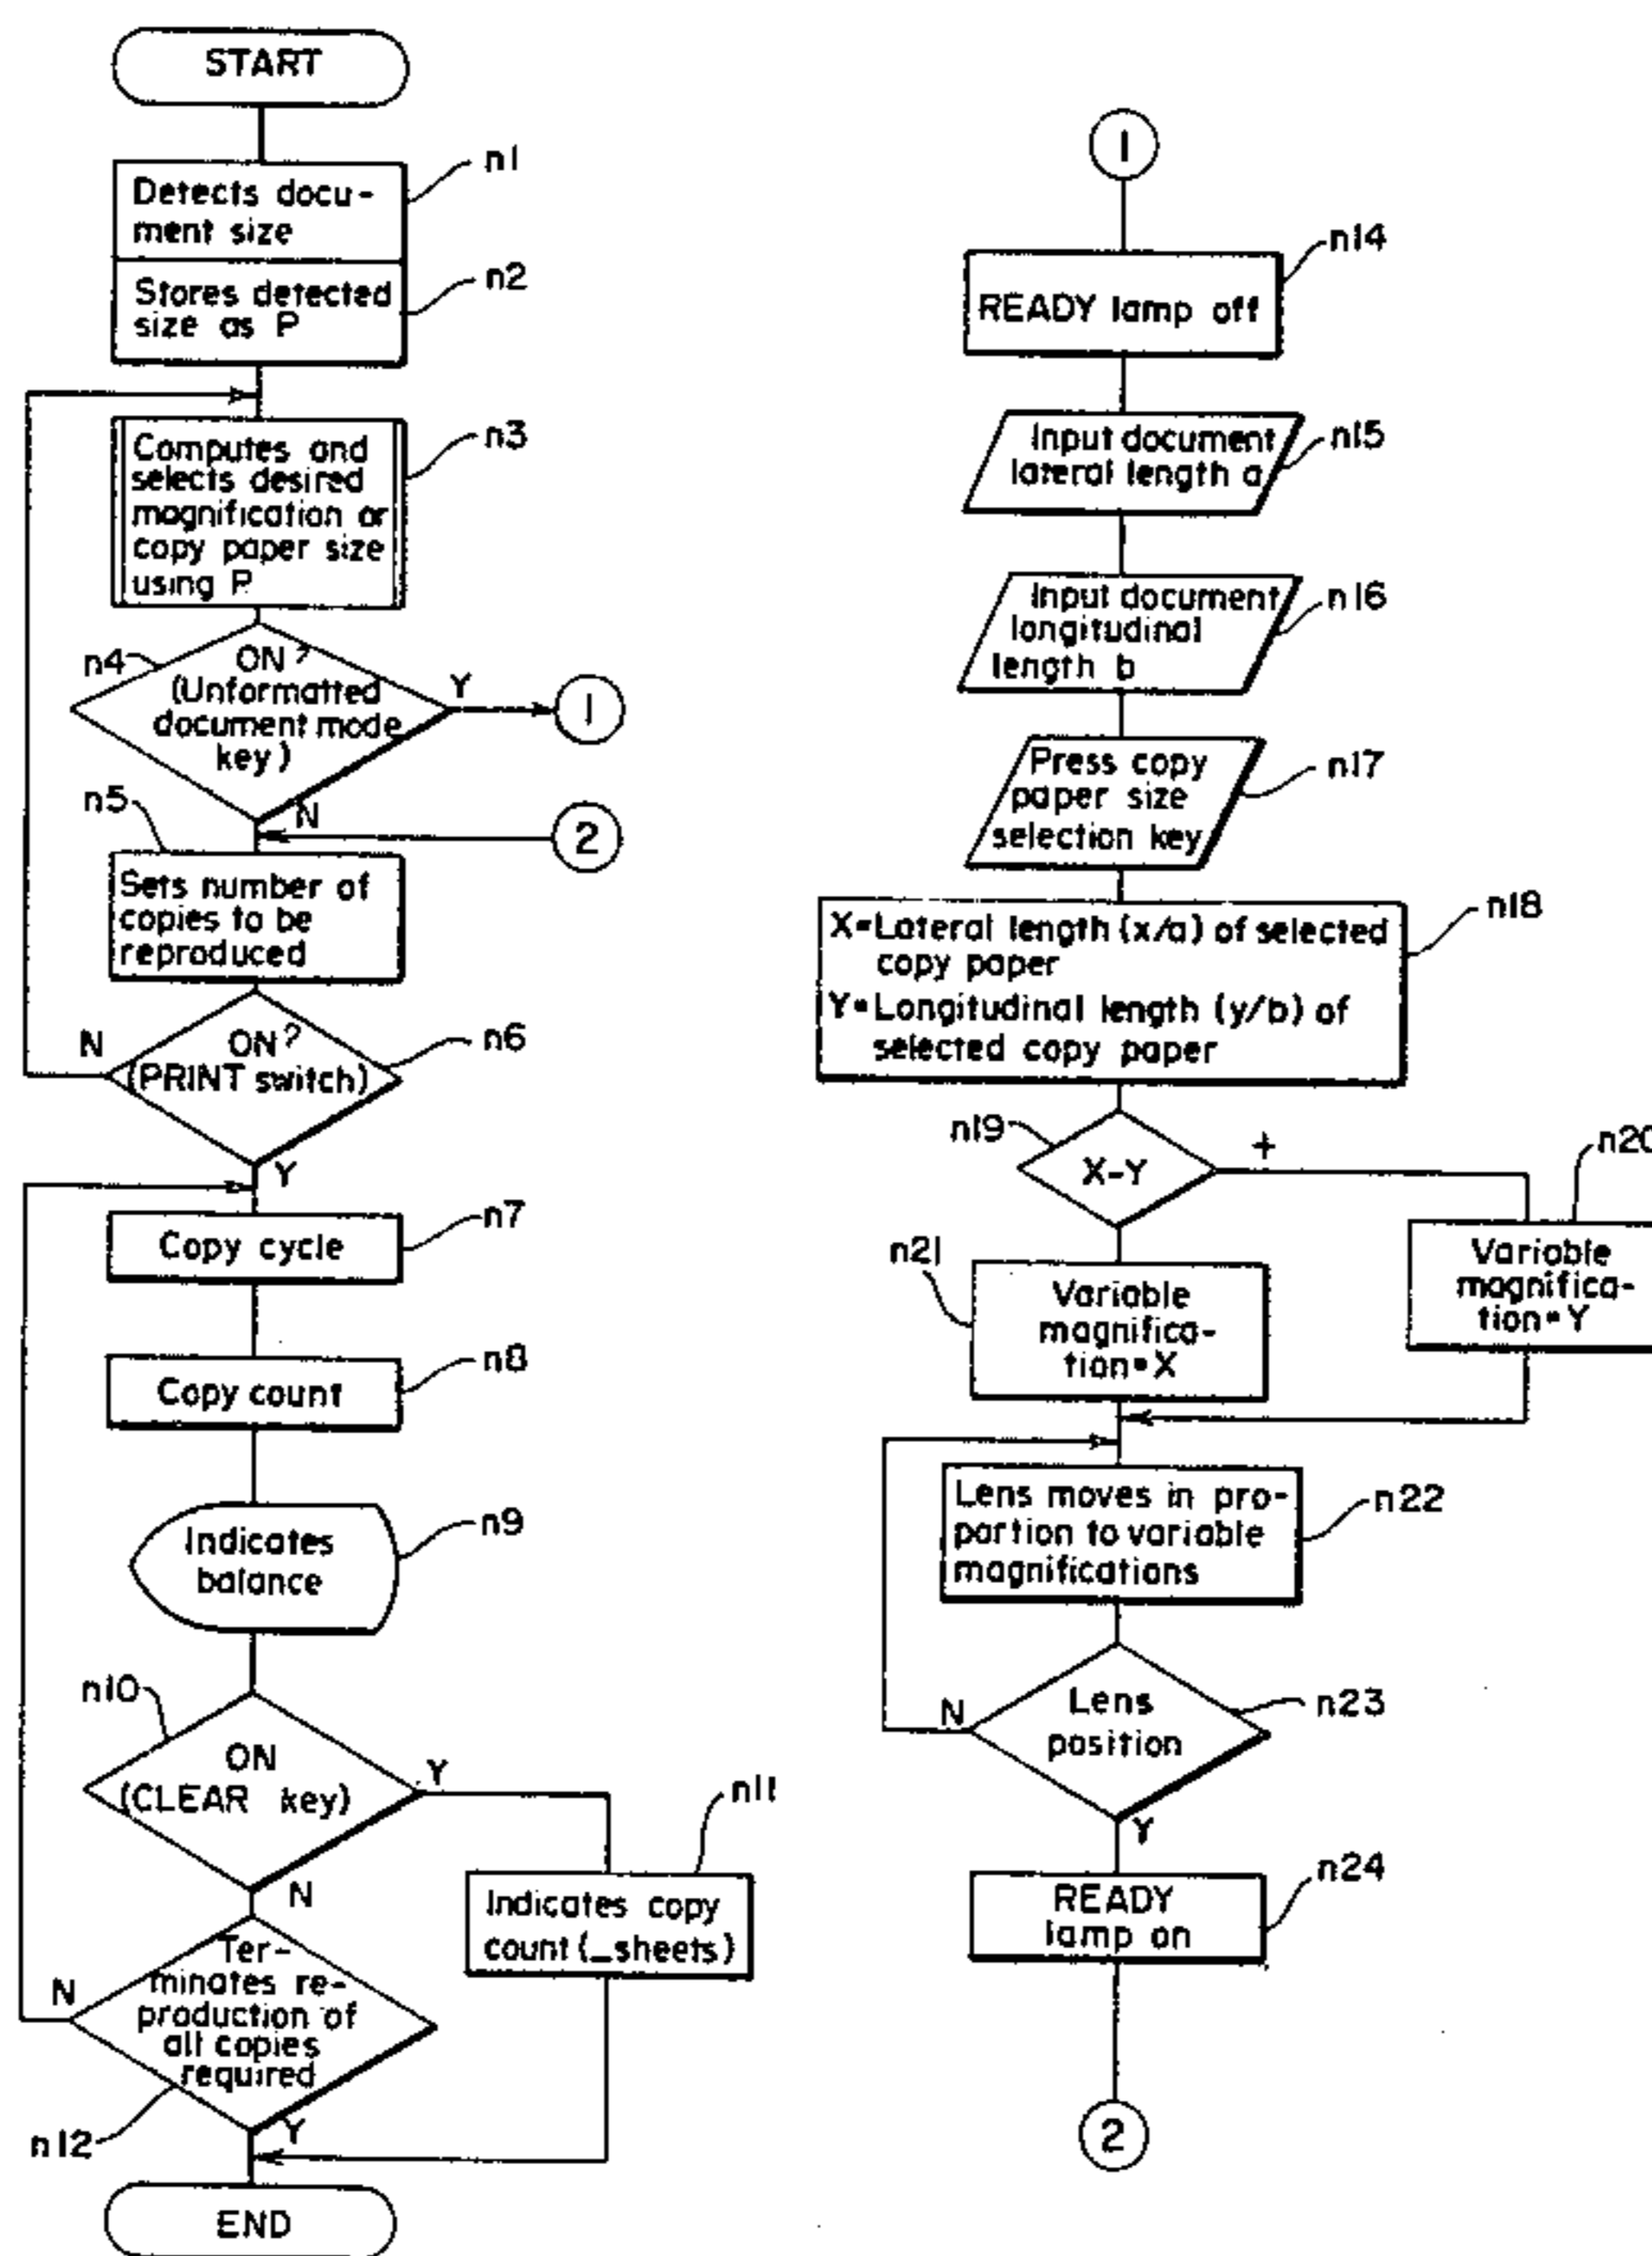 START
n1
Detects docu-
ment size
n2
Stores detected
size as P
n3
Computes and
selects desired
magnification or
copy paper size
using P
n4
ON?
(Unformatted
document mode
key)
Y
1
N
2
n5
Sets number of
copies to be
reproduced
n6
ON?
(PRINT switch)
N
Y
n7
Copy cycle
n8
Copy count
n9
Indicates
balance
n10
ON
(CLEAR key)
Y
n11
N
Indicates copy
count (_sheets)
Ter-
minates re-
production of
all copies
required
N
n12
Y
END
1
n14
READY lamp off
n15
Input document
lateral length a
n16
Input document
longitudinal
length b
n17
Press copy
paper size
selection key
n18
X=Lateral length (x/a) of selected
copy paper
Y=Longitudinal length (y/b) of
selected copy paper
n19
X-Y
+
n20
Variable
magnifica-
tion=Y
n21
Variable
magnifica-
tion=X
n22
Lens moves in pro-
portion to variable
magnifications
n23
Lens
position
N
Y
n24
READY
lamp on
2